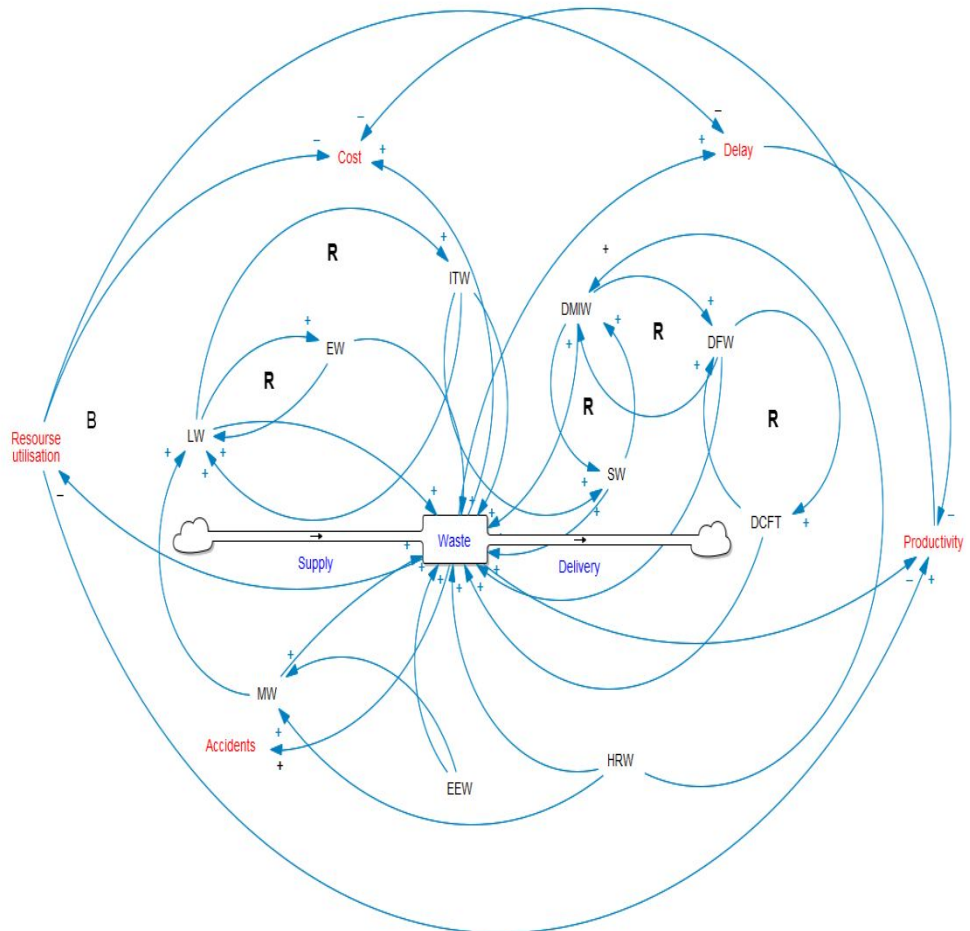 Cost
Delay
R
ITW
DMIW
R
DFW
EW
R
B
LW
R
R
Resourse
utilisation
SW
DCFT
Waste
Productivity
Supply
Delivery
MW
Accidents
HRW
EEW